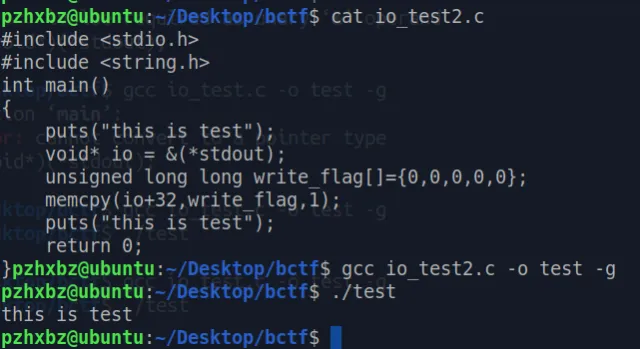 pzhxbz@ubuntu:~/Desktop/bctf$ cat io_test2.c
#include <stdio.h>
#include <string.h>
int main()
{
    puts("this is test");
    void* io = &(*stdout);
    unsigned long long write_flag[]={0,0,0,0,0};
    memcpy(io+32,write_flag,1);
    puts("this is test");
    return 0;
}pzhxbz@ubuntu:~/Desktop/bctf$ gcc io_test2.c -o test -g
pzhxbz@ubuntu:~/Desktop/bctf$ ./test
this is test
pzhxbz@ubuntu:~/Desktop/bctf$